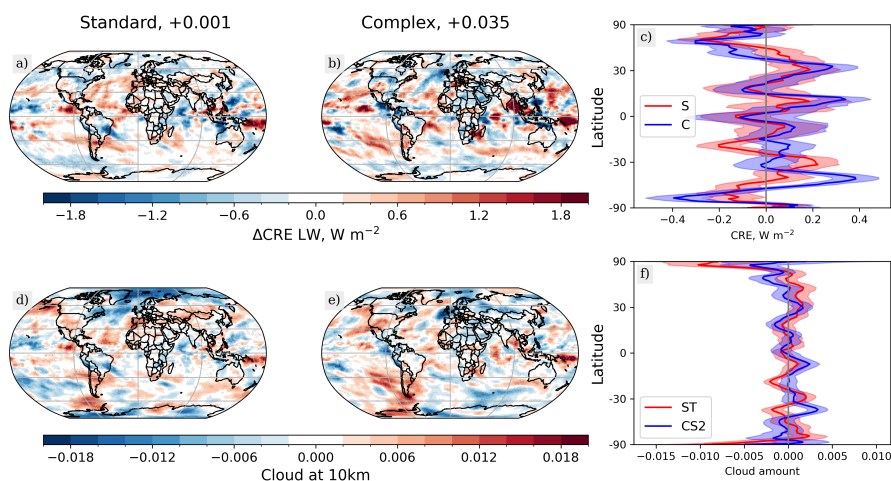 Standard, +0.001
Complex, +0.035
a)
b)
c)
−1.8
−1.2
−0.6
0.0
0.6
1.2
1.8
ΔCRE LW, W m⁻²
Latitude
90
30
0
-30
-90
S
C
−0.4
−0.2
0.0
0.2
0.4
CRE, W m⁻²
d)
e)
f)
−0.018
−0.012
−0.006
0.000
0.006
0.012
0.018
Cloud at 10km
Latitude
90
30
0
-30
-90
ST
CS2
−0.015
−0.010
−0.005
0.000
0.005
0.010
Cloud amount